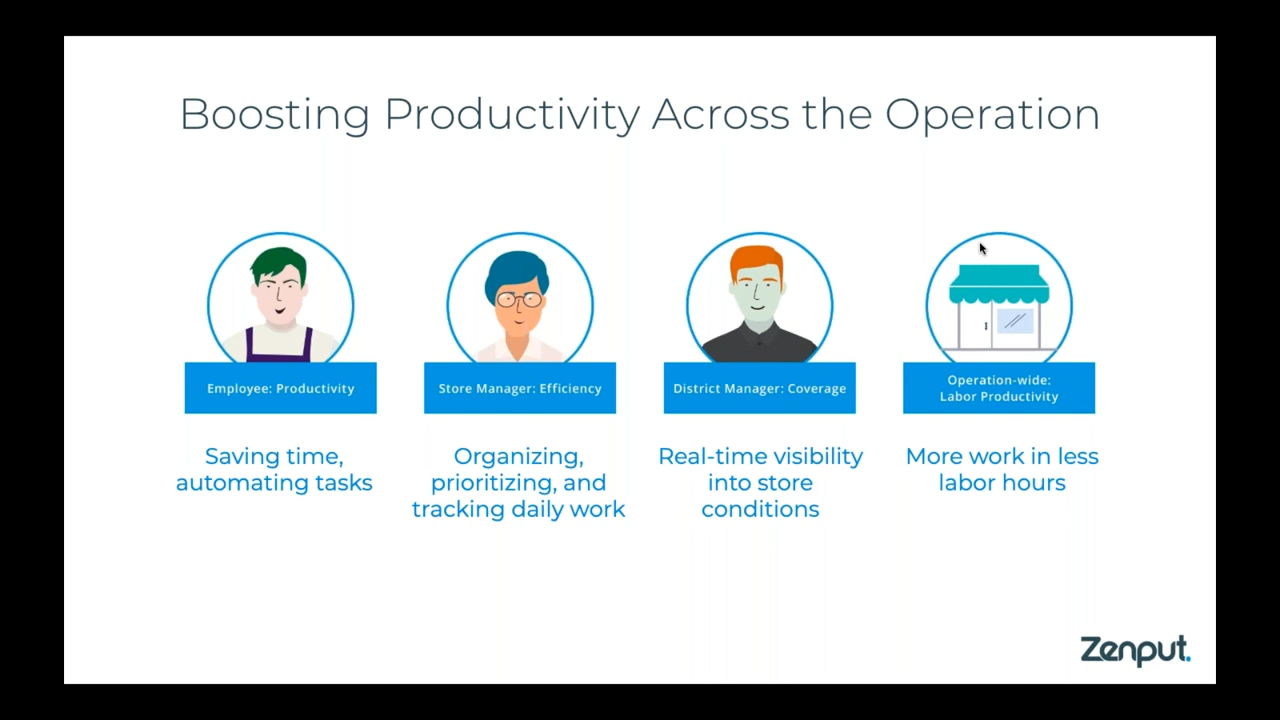 Boosting Productivity Across the Operation
Employee: Productivity
Saving time,
automating tasks
Store Manager: Efficiency
Organizing,
prioritizing, and
tracking daily work
District Manager: Coverage
Real-time visibility
into store
conditions
Operation-wide:
Labor Productivity
More work in less
labor hours
Zenput.